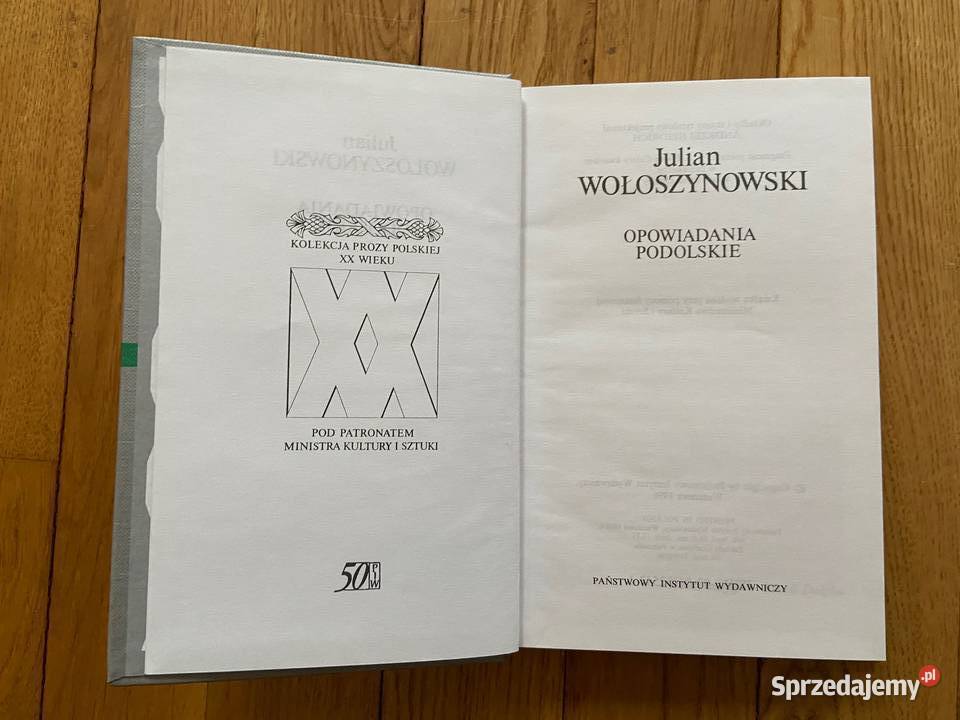 KOLEKCJA PROZY POLSKIEJ
XX WIEKU
POD PATRONATEM
MINISTRA KULTURY I SZTUKI
50 PIW
Julian
WOŁOSZYNOWSKI
OPOWIADANIA
PODOLSKIE
PAŃSTWOWY INSTYTUT WYDAWNICZY
Sprzedajemy.pl